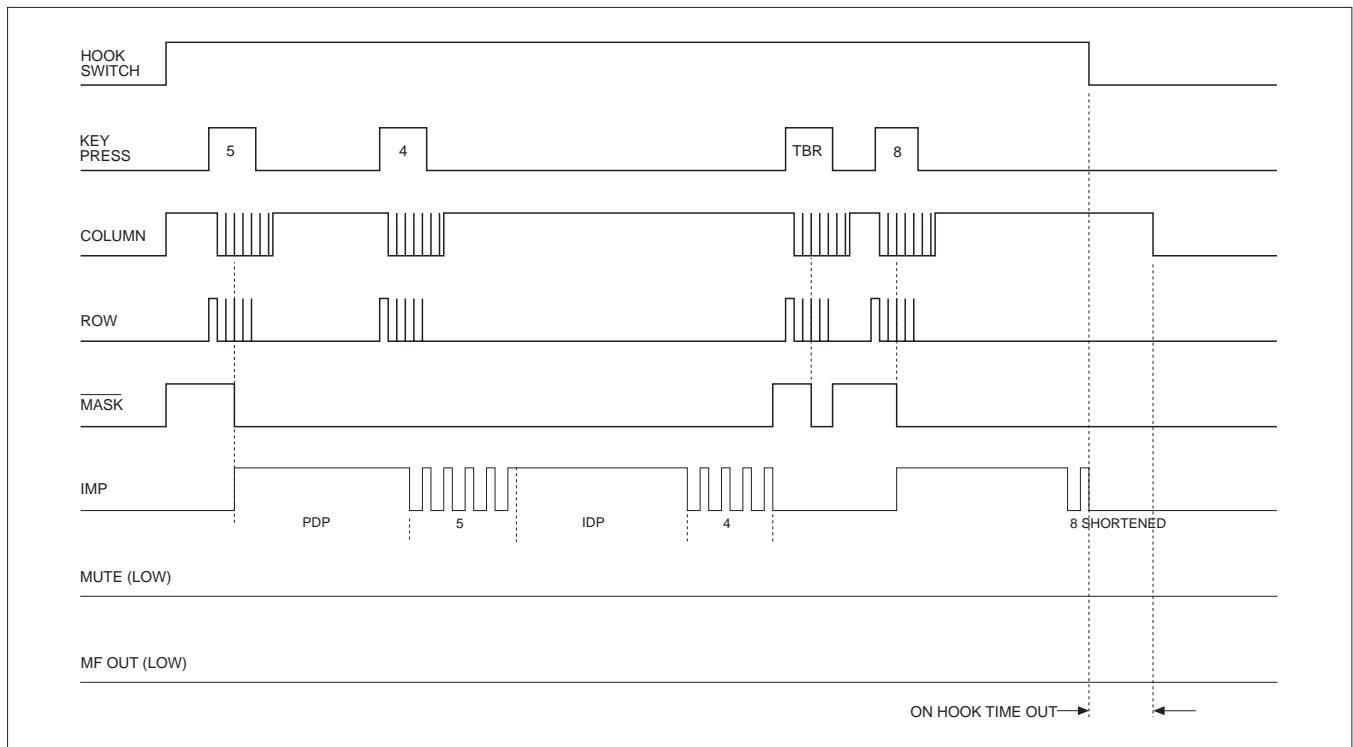 HOOK
SWITCH
KEY
PRESS
5
4
TBR
8
COLUMN
ROW
MASK
IMP
PDP
5
IDP
4
8 SHORTENED
MUTE (LOW)
MF OUT (LOW)
ON HOOK TIME OUT